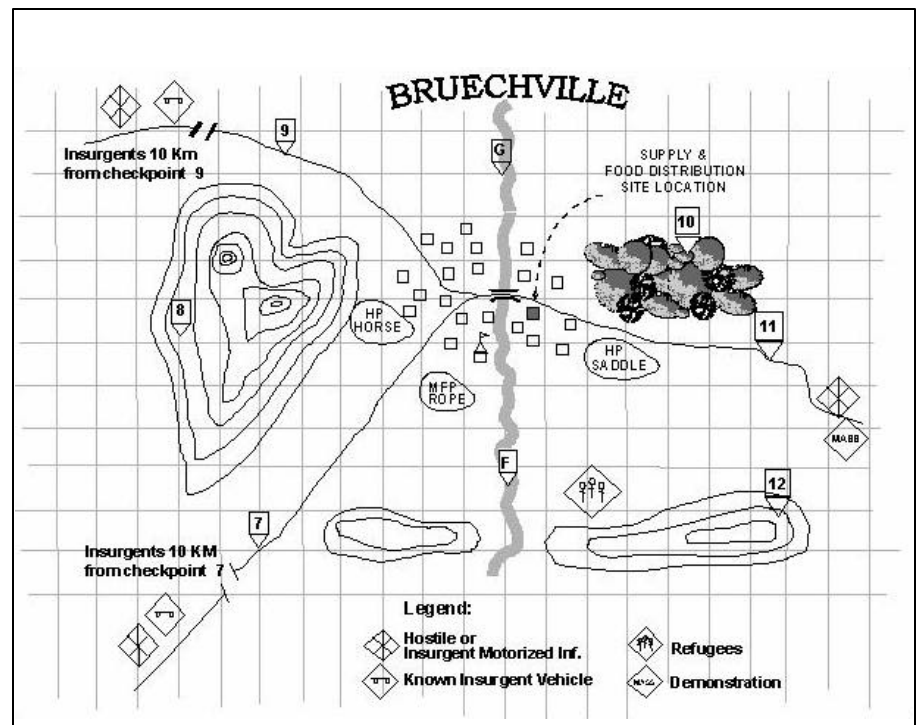 BRUECHVILLE
9
Insurgents 10 Km
from checkpoint 9
G
SUPPLY &
FOOD DISTRIBUTION
SITE LOCATION
10
8
HP
HORSE
11
HP
SADDLE
MFP
ROPE
MASS
F
12
7
Insurgents 10 KM
from checkpoint 7
Legend:
Hostile or
Insurgent Motorized Inf.
Refugees
Known Insurgent Vehicle
MASS
Demonstration